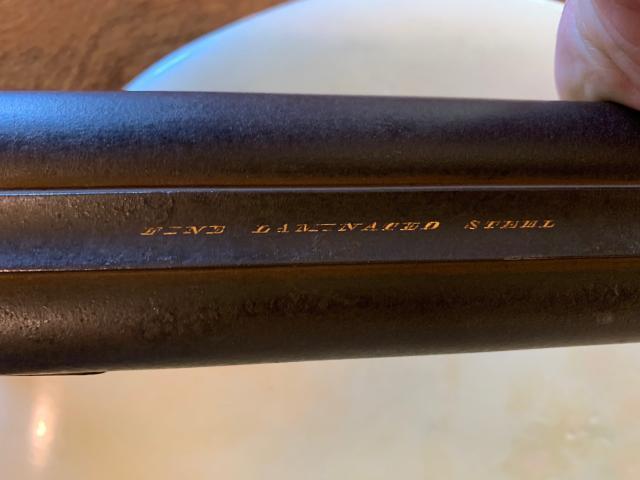 FINE LAMINATED STEEL